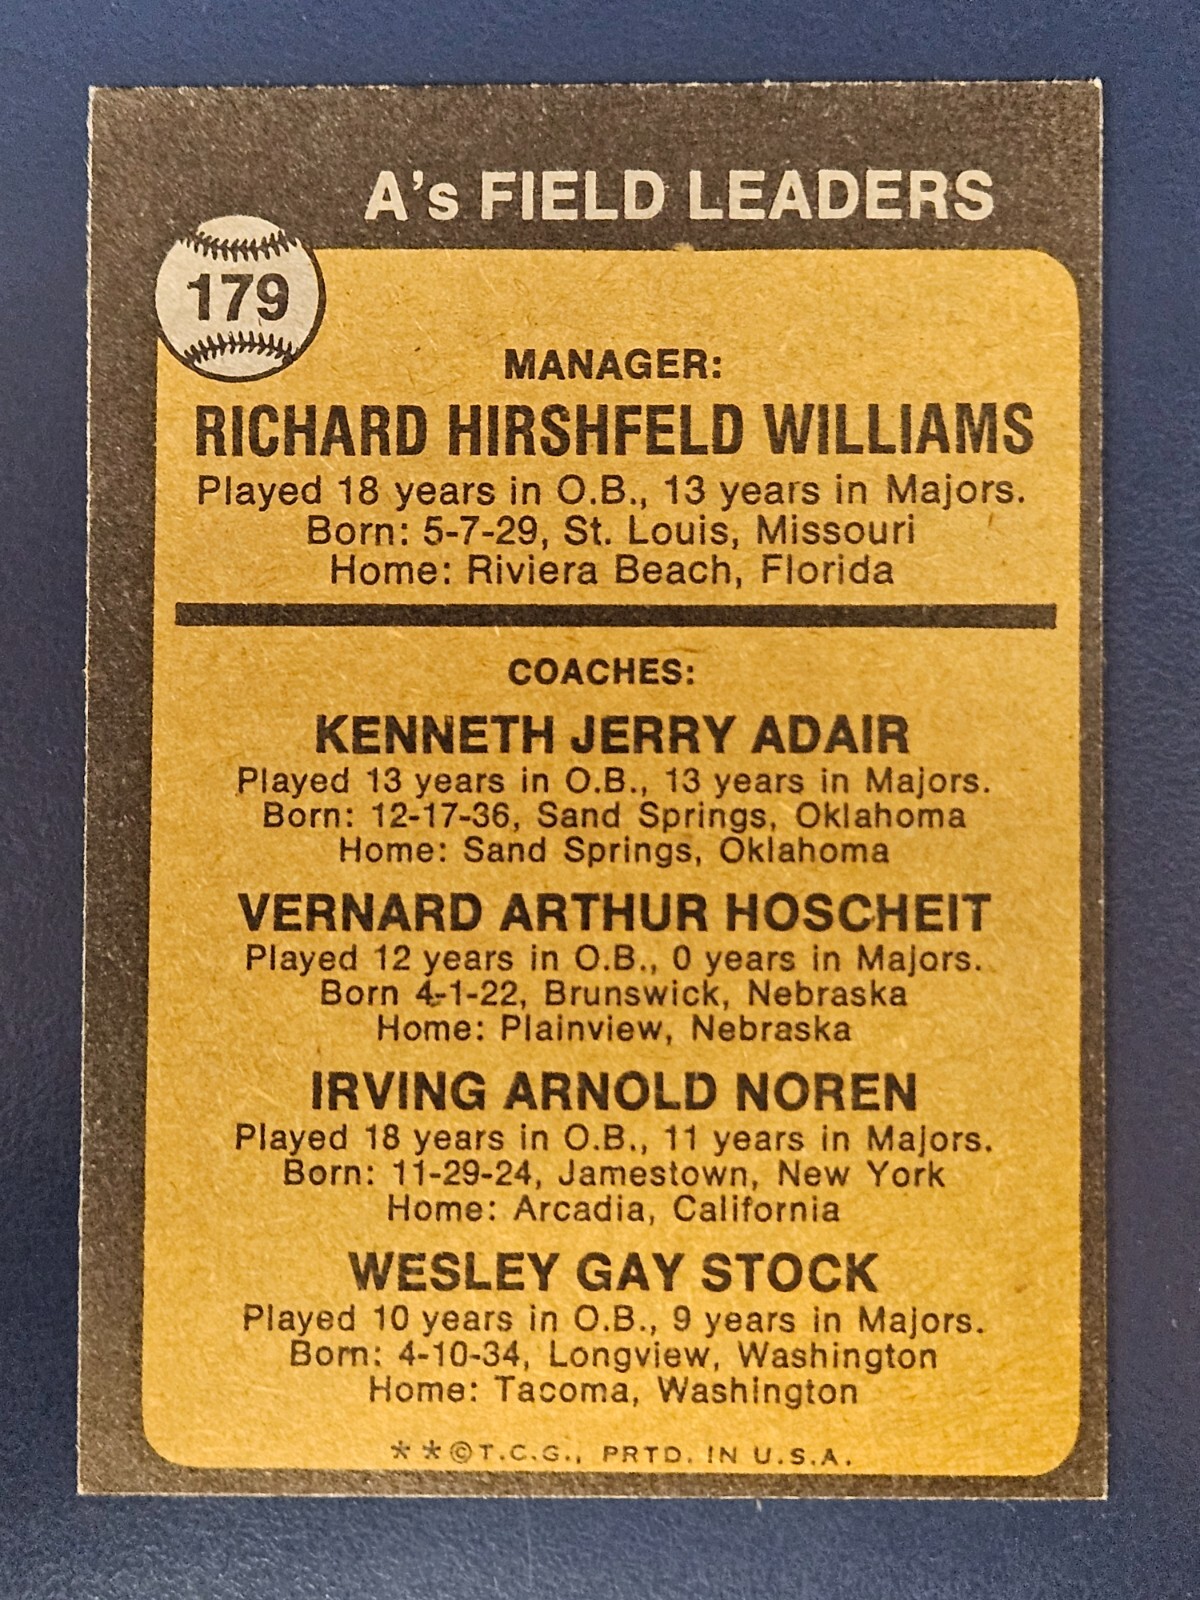 A's FIELD LEADERS
179
MANAGER:
RICHARD HIRSHFELD WILLIAMS
Played 18 years in O.B., 13 years in Majors.
Born: 5-7-29, St. Louis, Missouri
Home: Riviera Beach, Florida
COACHES:
KENNETH JERRY ADAIR
Played 13 years in O.B., 13 years in Majors.
Born: 12-17-36, Sand Springs, Oklahoma
Home: Sand Springs, Oklahoma
VERNARD ARTHUR HOSCHEIT
Played 12 years in O.B., 0 years in Majors.
Born 4-1-22, Brunswick, Nebraska
Home: Plainview, Nebraska
IRVING ARNOLD NOREN
Played 18 years in O.B., 11 years in Majors.
Born: 11-29-24, Jamestown, New York
Home: Arcadia, California
WESLEY GAY STOCK
Played 10 years in O.B., 9 years in Majors.
Born: 4-10-34, Longview, Washington
Home: Tacoma, Washington
**©T.C.G., PRTD. IN U.S.A.